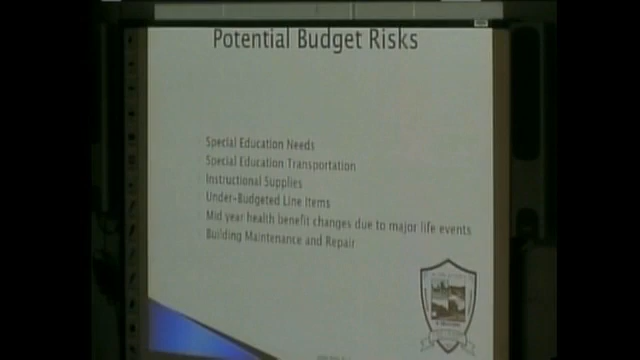 Potential Budget Risks
Special Education Needs
Special Education Transportation
Instructional Supplies
Under-Budgeted Line Items
Mid year health benefit changes due to major life events
Building Maintenance and Repair